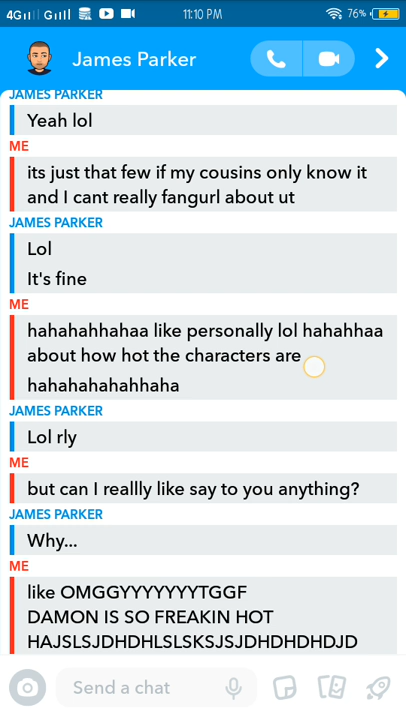 4G G 11:10 PM 76%
James Parker
JAMES PARKER
Yeah lol
ME
its just that few if my cousins only know it
and I cant really fangurl about ut
JAMES PARKER
Lol
It's fine
ME
hahahahhahaa like personally lol hahahhaa
about how hot the characters are
hahahahahahhaha
JAMES PARKER
Lol rly
ME
but can I reallly like say to you anything?
JAMES PARKER
Why...
ME
like OMGGYYYYYYYTGGF
DAMON IS SO FREAKIN HOT
HAJSLSJDHDHLSLSKSJSJDHDHDHDJD
Send a chat